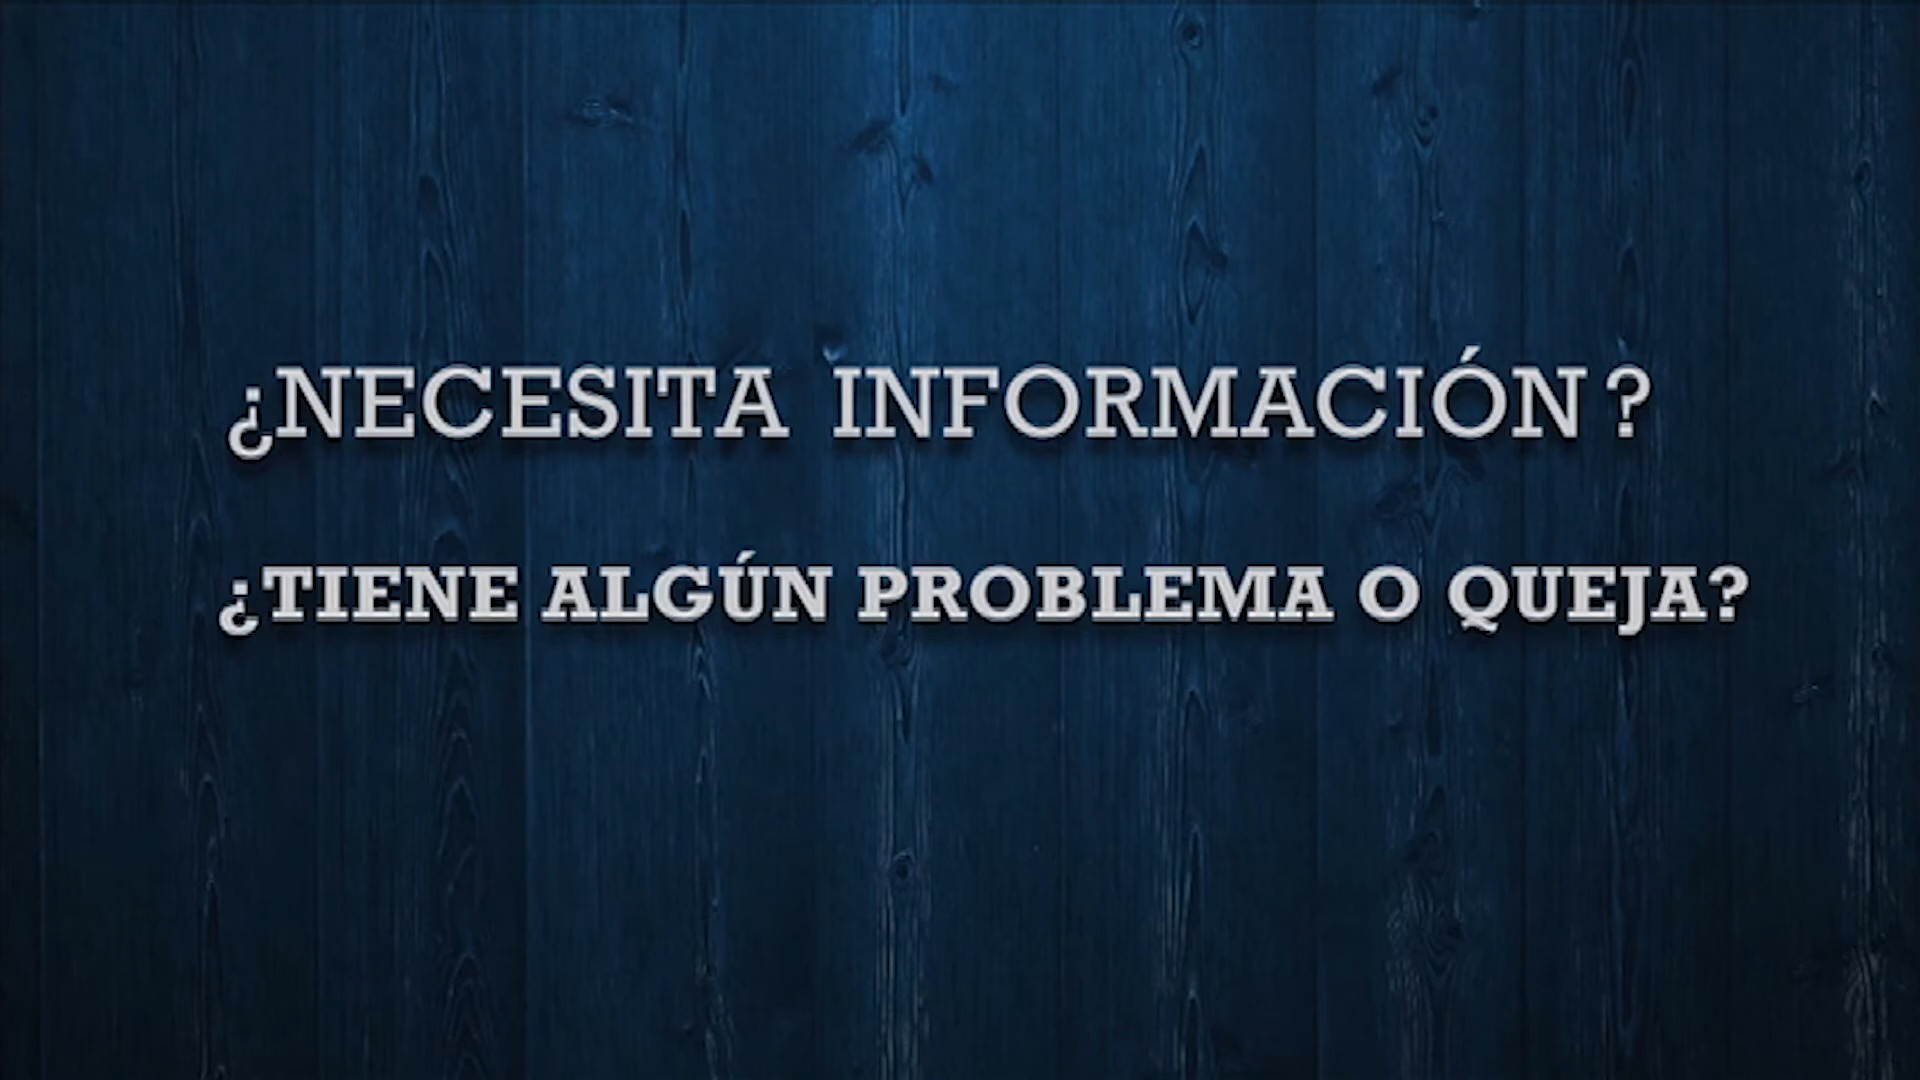 ¿NECESITA INFORMACIÓN?
¿TIENE ALGÚN PROBLEMA O QUEJA?